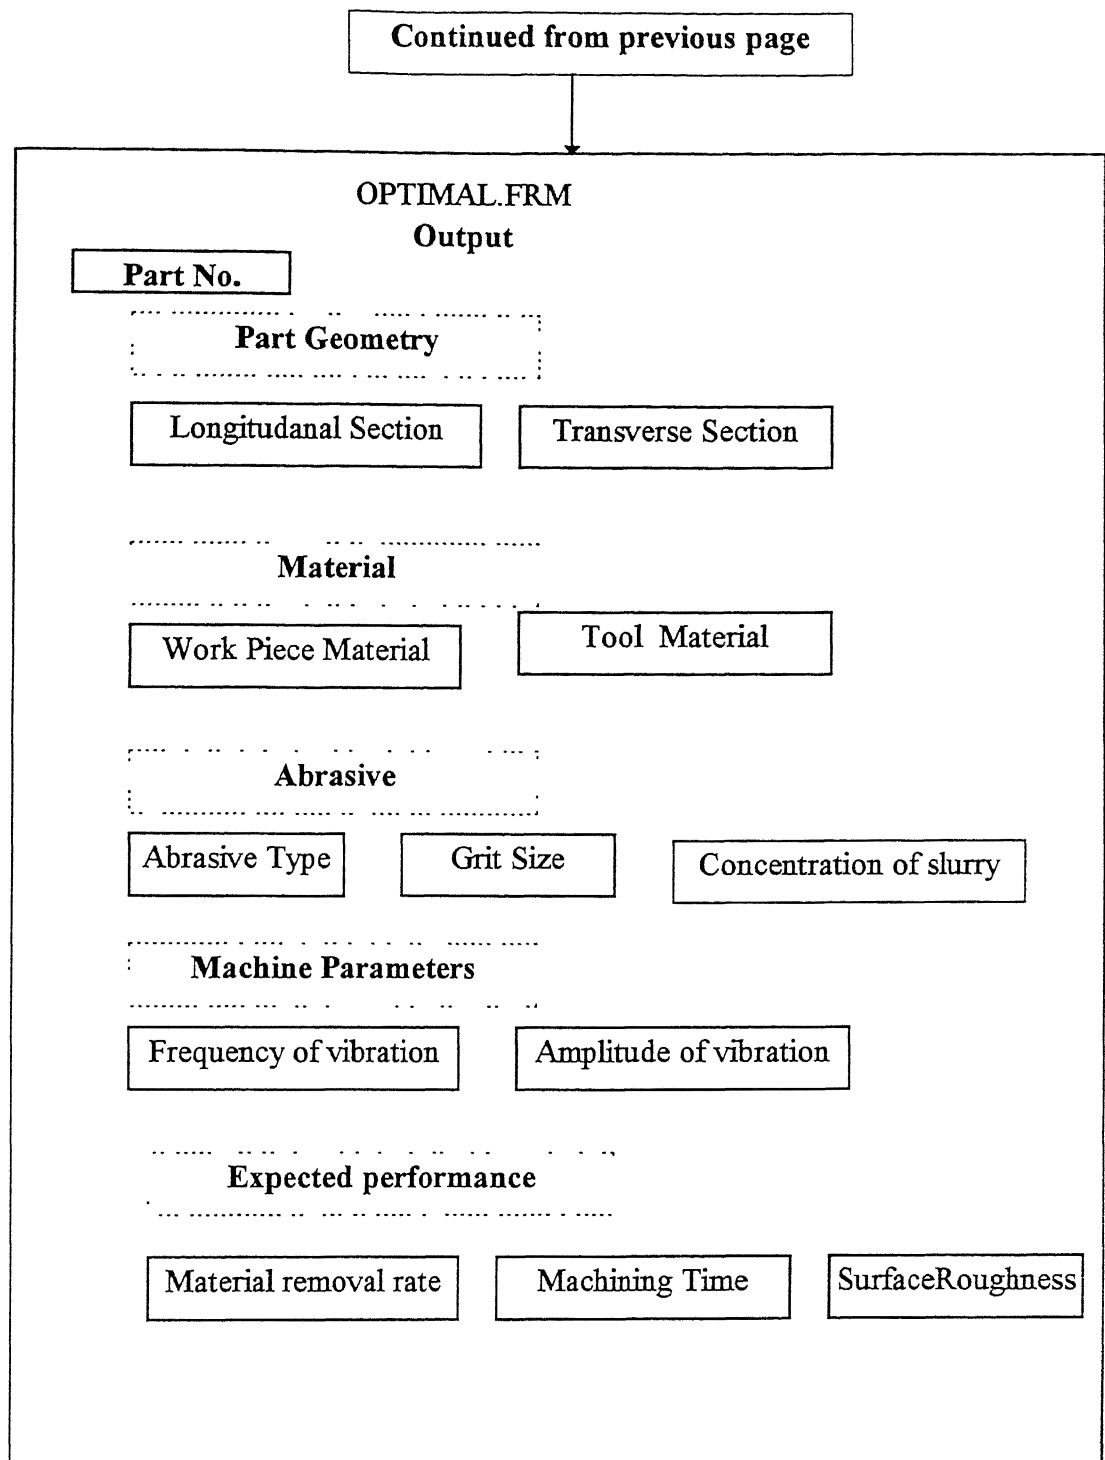 Continued from previous page
OPTIMAL.FRM
Output
Part No.
Part Geometry
Longitudanal Section
Transverse Section
Material
Work Piece Material
Tool Material
Abrasive
Abrasive Type
Grit Size
Concentration of slurry
Machine Parameters
Frequency of vibration
Amplitude of vibration
Expected performance
Material removal rate
Machining Time
SurfaceRoughness